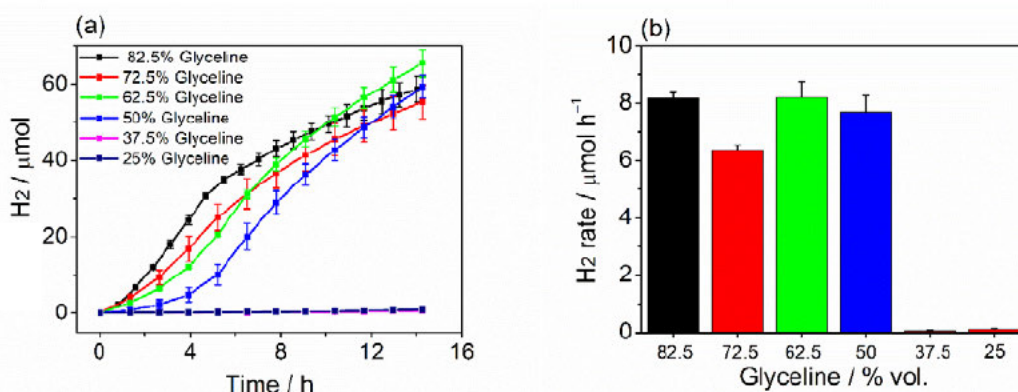 (a)
H2 / μmol
60
40
20
0
82.5% Glyceline
72.5% Glyceline
62.5% Glyceline
50% Glyceline
37.5% Glyceline
25% Glyceline
0 4 8 12 16
Time / h
(b)
H2 rate / μmol h⁻¹
10
8
6
4
2
0
82.5 72.5 62.5 50 37.5 25
Glyceline / % vol.